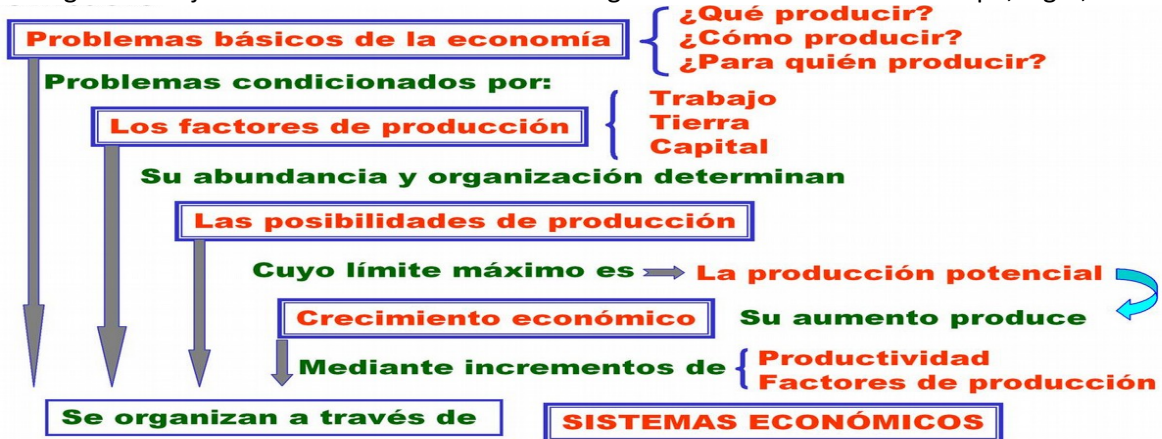 ¿Qué producir?
Problemas básicos de la economía
¿Cómo producir?
¿Para quién producir?
Problemas condicionados por:
Trabajo
Los factores de producción
Tierra
Capital
Su abundancia y organización determinan
Las posibilidades de producción
Cuyo límite máximo es
La producción potencial
Crecimiento económico
Su aumento produce
Mediante incrementos de
Productividad
Factores de producción
Se organizan a través de
SISTEMAS ECONÓMICOS